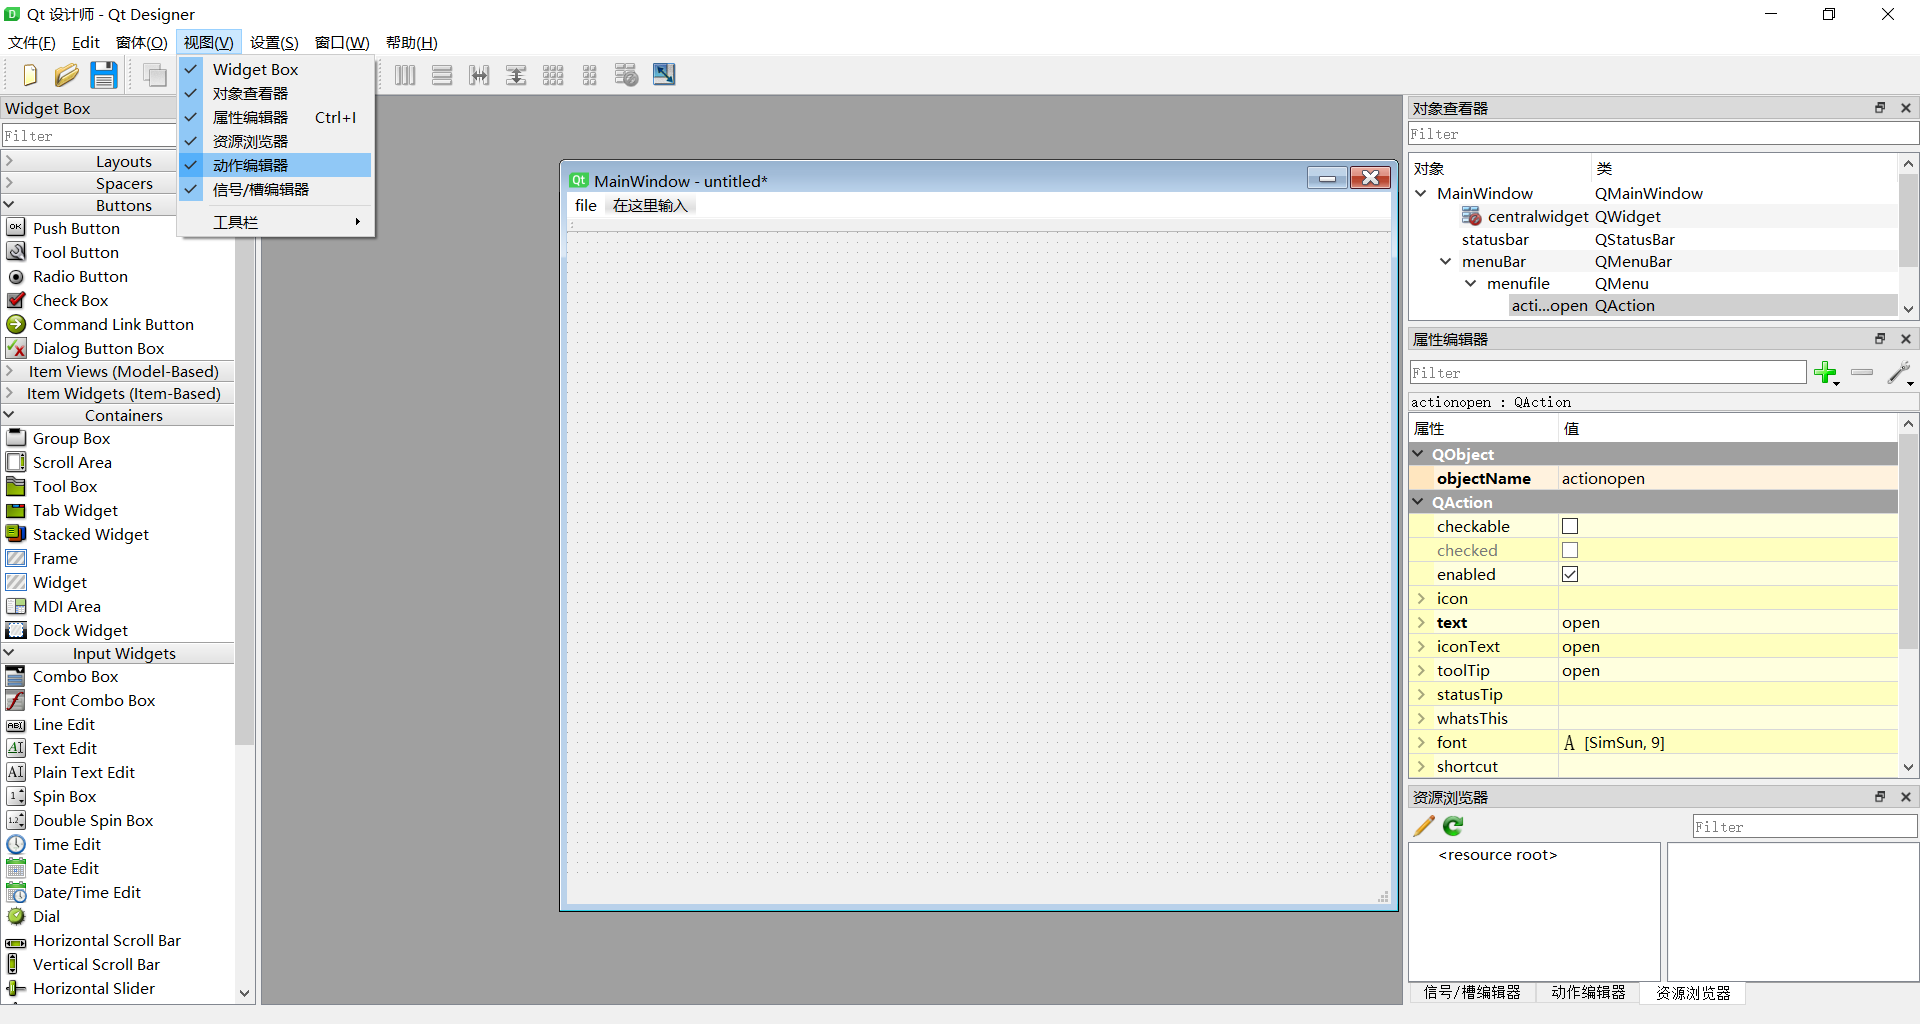 Qt 设计师 - Qt Designer
文件(F) Edit 窗体(O) 视图(V) 设置(S) 窗口(W) 帮助(H)
Widget Box
对象查看器
属性编辑器 Ctrl+I
资源浏览器
动作编辑器
信号/槽编辑器
工具栏
Widget Box
Filter
Layouts
Spacers
Buttons
Push Button
Tool Button
Radio Button
Check Box
Command Link Button
Dialog Button Box
Item Views (Model-Based)
Item Widgets (Item-Based)
Containers
Group Box
Scroll Area
Tool Box
Tab Widget
Stacked Widget
Frame
Widget
MDI Area
Dock Widget
Input Widgets
Combo Box
Font Combo Box
Line Edit
Text Edit
Plain Text Edit
Spin Box
Double Spin Box
Time Edit
Date Edit
Date/Time Edit
Dial
Horizontal Scroll Bar
Vertical Scroll Bar
Horizontal Slider
MainWindow - untitled*
file 在这里输入
对象查看器
Filter
对象 类
MainWindow QMainWindow
centralwidget QWidget
statusbar QStatusBar
menuBar QMenuBar
menufile QMenu
acti...open QAction
属性编辑器
Filter
actionopen : QAction
属性 值
QObject
objectName actionopen
QAction
checkable
checked
enabled
icon
text open
iconText open
toolTip open
statusTip
whatsThis
font A [SimSun, 9]
shortcut
资源浏览器
Filter
<resource root>
信号/槽编辑器 动作编辑器 资源浏览器